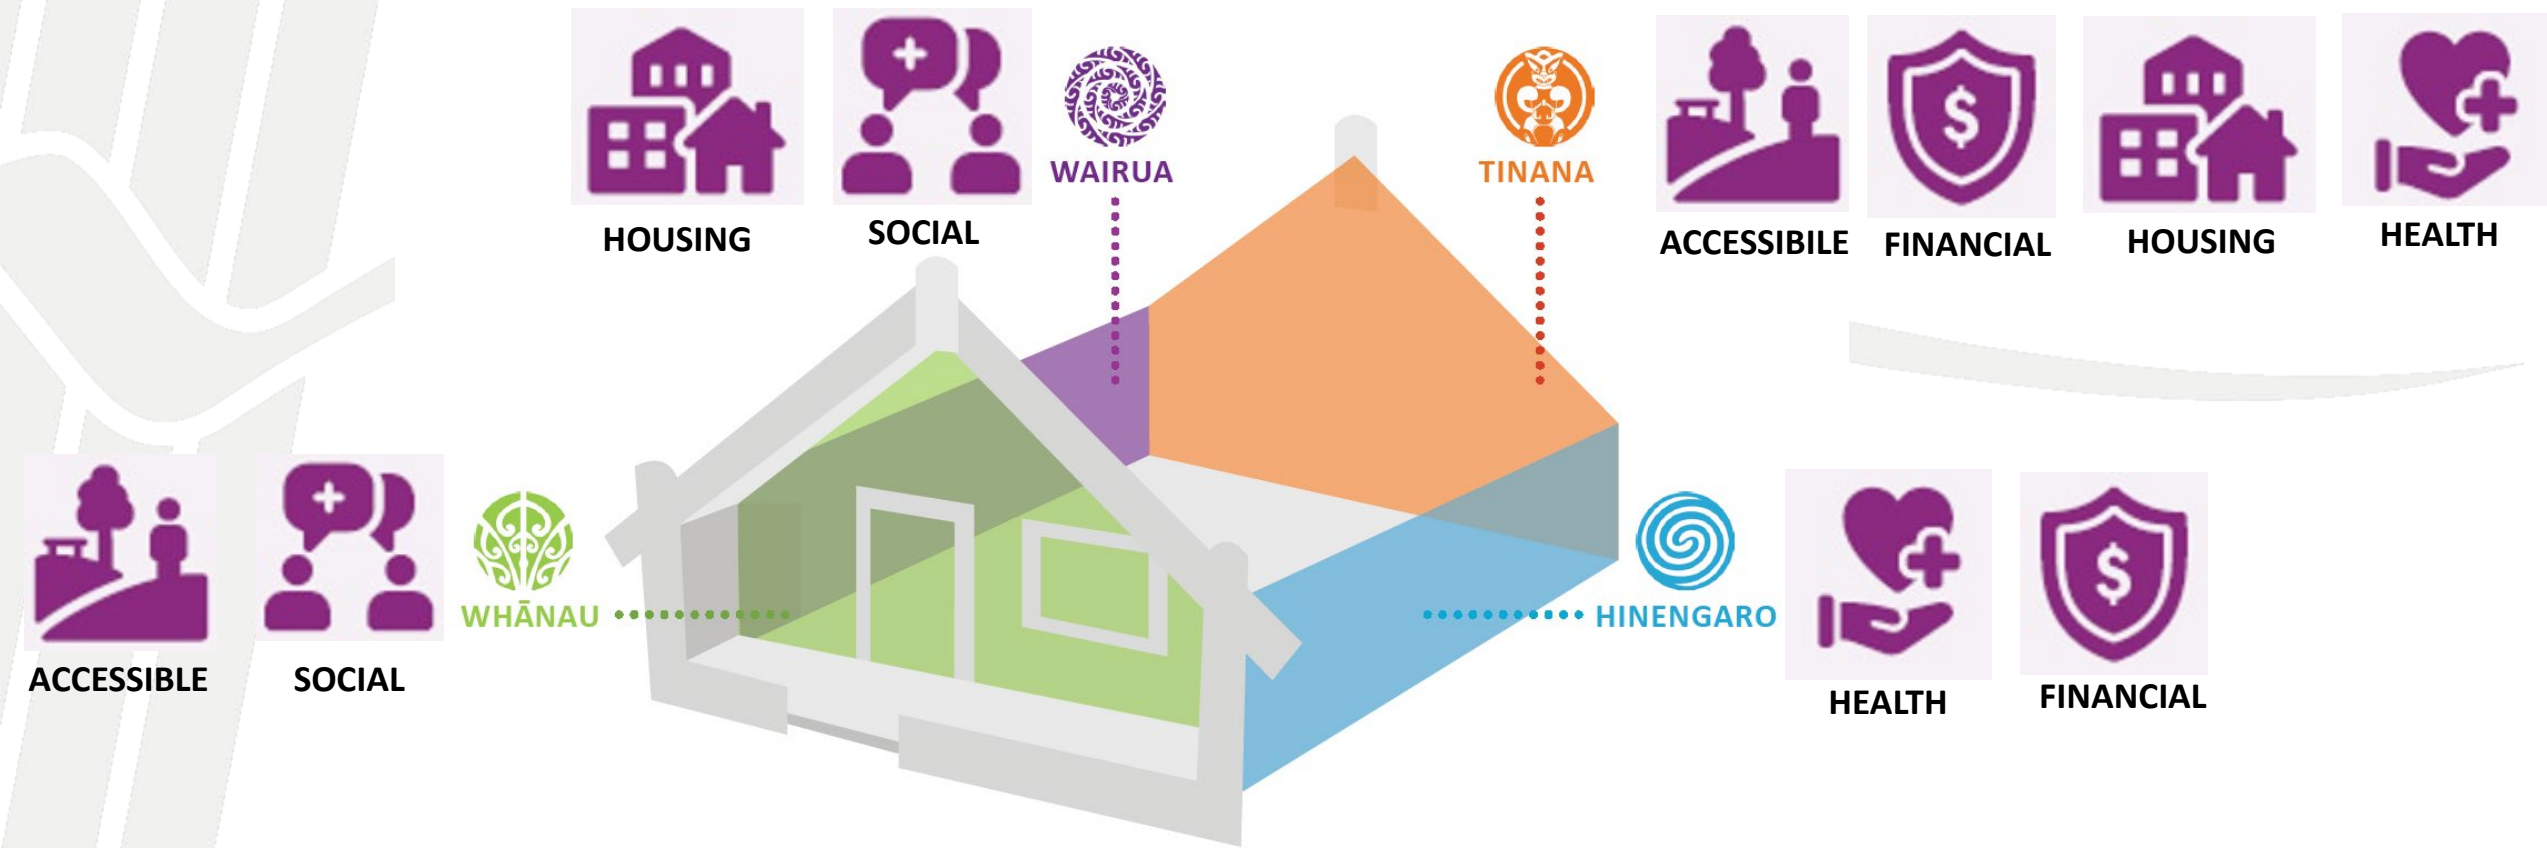 WAIRUA
TINANA
HOUSING
SOCIAL
ACCESSIBILE
FINANCIAL
HOUSING
HEALTH
WHĀNAU
HINENGARO
ACCESSIBLE
SOCIAL
HEALTH
FINANCIAL